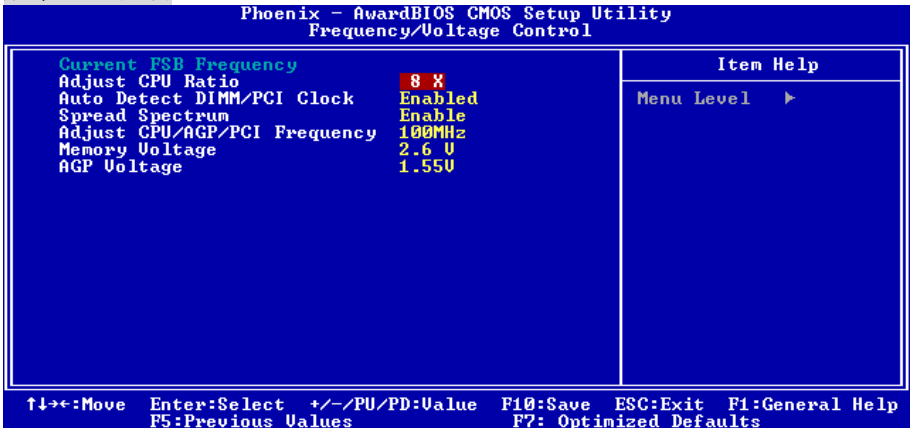 Phoenix - AwardBIOS CMOS Setup Utility
Frequency/Voltage Control
Current FSB Frequency
Adjust CPU Ratio 8 X
Auto Detect DIMM/PCI Clock Enabled
Spread Spectrum Enable
Adjust CPU/AGP/PCI Frequency 100MHz
Memory Voltage 2.6 V
AGP Voltage 1.55V
Item Help
Menu Level ►
↑↓→←:Move Enter:Select +/-/PU/PD:Value F10:Save ESC:Exit F1:General Help
F5:Previous Values F7: Optimized Defaults